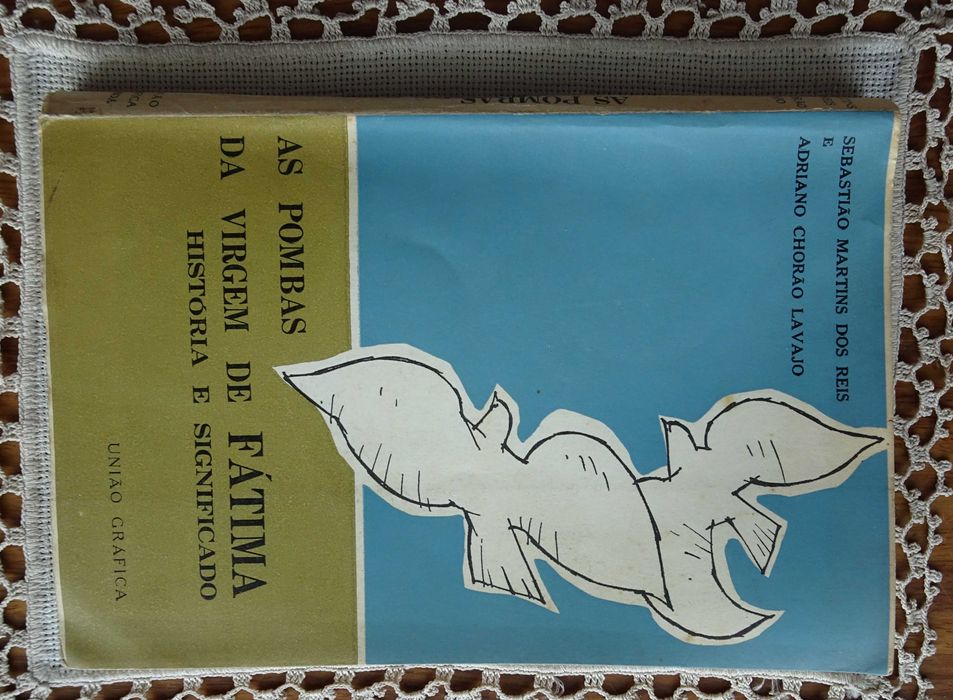 SEBASTIÃO MARTINS DOS REIS
E
ADRIANO CHORÃO LAVAJO
AS POMBAS
DA VIRGEM DE FÁTIMA
HISTÓRIA E SIGNIFICADO
UNIÃO GRÁFICA
AS POMBAS